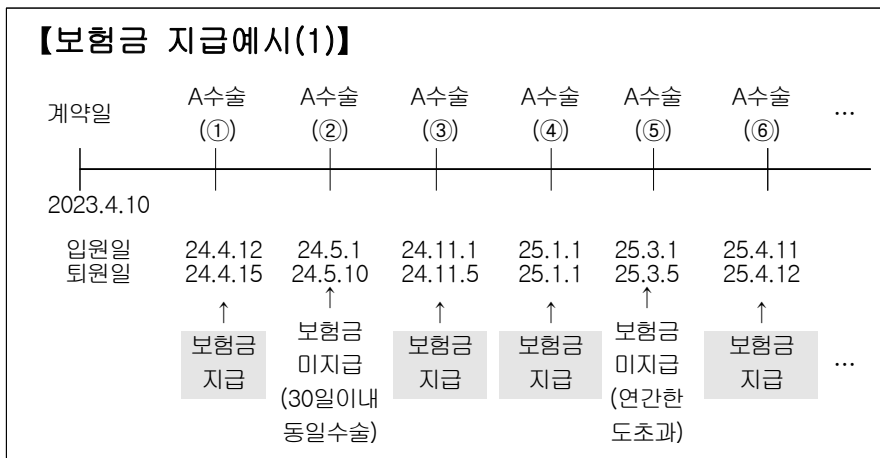 【보험금 지급예시(1)】
계약일 A수술 A수술 A수술 A수술 A수술 A수술 …
(①) (②) (③) (④) (⑤) (⑥)
2023.4.10
입원일 24.4.12 24.5.1 24.11.1 25.1.1 25.3.1 25.4.11
퇴원일 24.4.15 24.5.10 24.11.5 25.1.1 25.3.5 25.4.12
↑ ↑ ↑ ↑ ↑ ↑
보험금 보험금 보험금 보험금 보험금 보험금
지급 미지급 지급 지급 미지급 지급 …
(30일이내 (연간한
동일수술) 도초과)